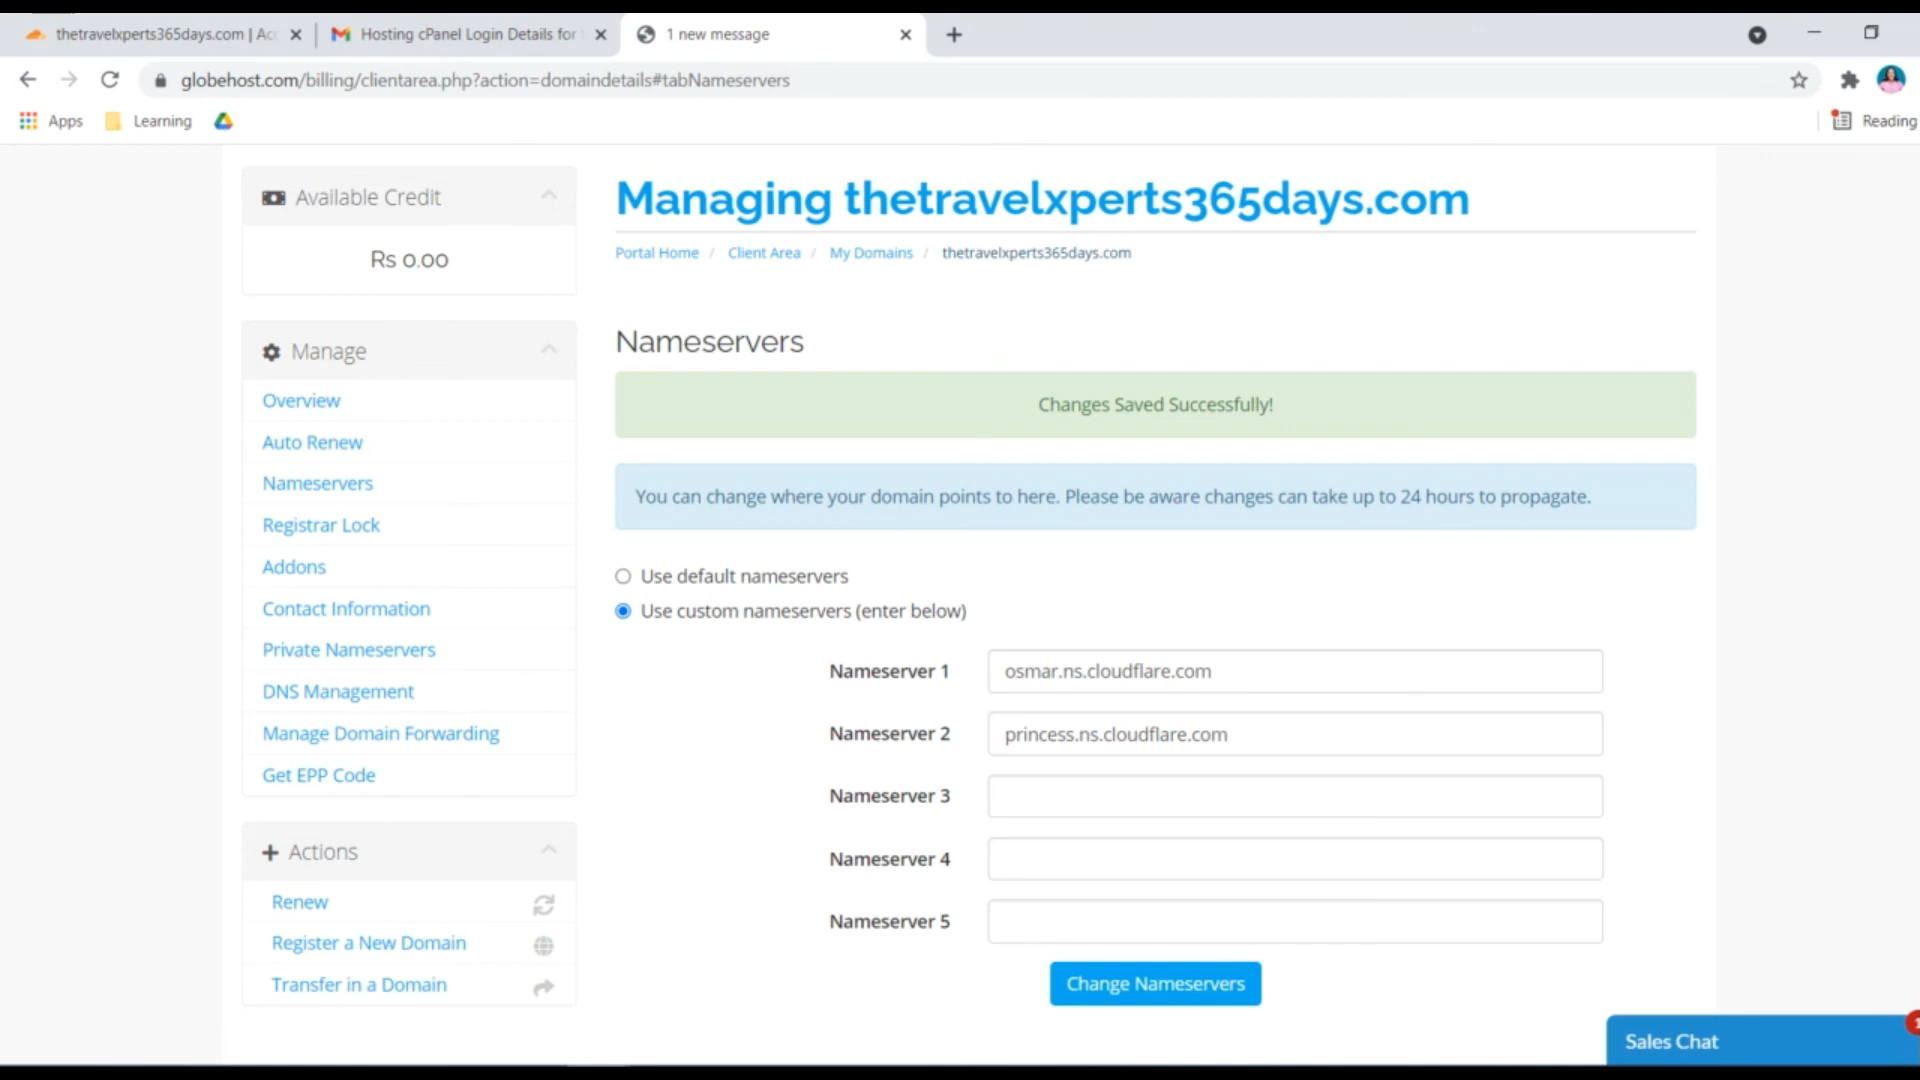 thetravelxperts365days.com | Acc
Hosting cPanel Login Details for
1 new message
globehost.com/billing/clientarea.php?action=domaindetails#tabNameservers
Apps
Learning
Reading
Available Credit
Rs 0.00
Manage
Overview
Auto Renew
Nameservers
Registrar Lock
Addons
Contact Information
Private Nameservers
DNS Management
Manage Domain Forwarding
Get EPP Code
Actions
Renew
Register a New Domain
Transfer in a Domain
Managing thetravelxperts365days.com
Portal Home / Client Area / My Domains / thetravelxperts365days.com
Nameservers
Changes Saved Successfully!
You can change where your domain points to here. Please be aware changes can take up to 24 hours to propagate.
Use default nameservers
Use custom nameservers (enter below)
Nameserver 1 osmar.ns.cloudflare.com
Nameserver 2 princess.ns.cloudflare.com
Nameserver 3
Nameserver 4
Nameserver 5
Change Nameservers
Sales Chat